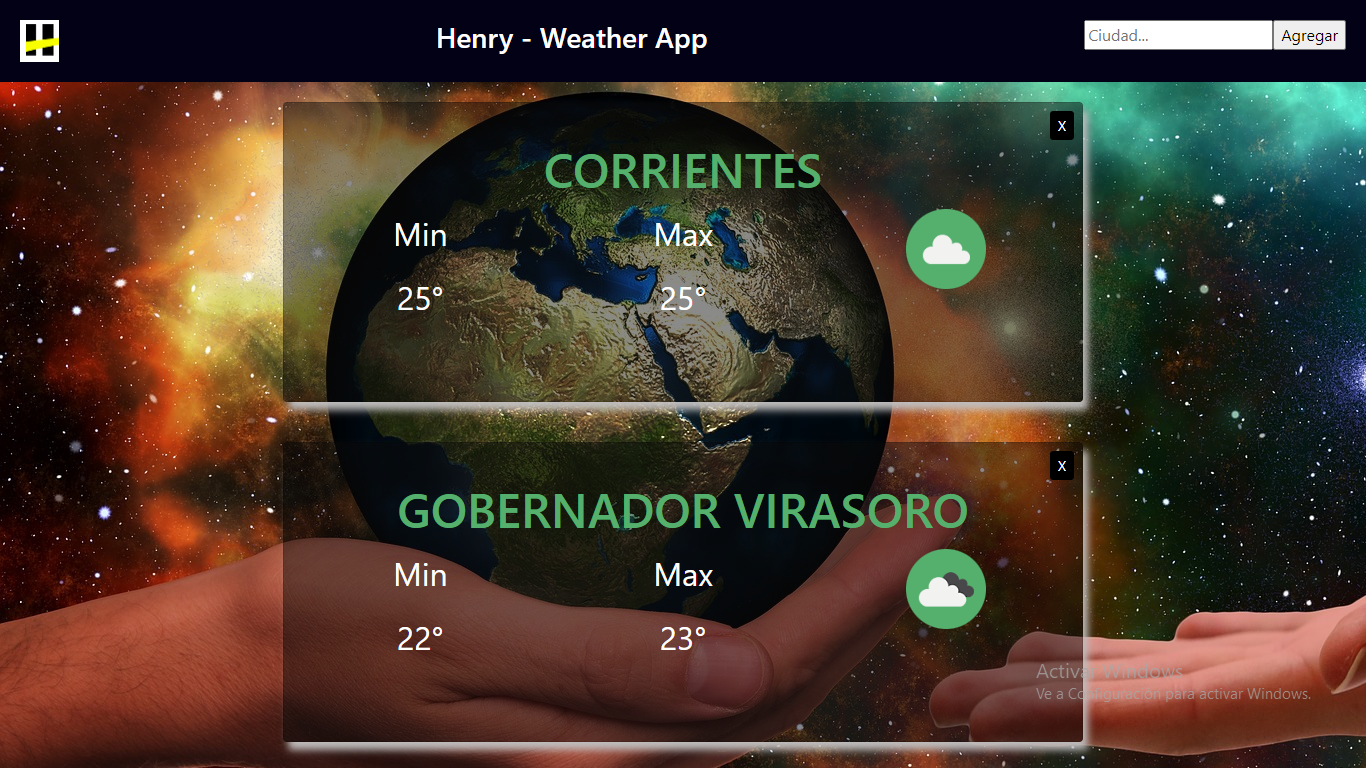 Henry - Weather App
Ciudad...
Agregar
X
CORRIENTES
Min
Max
25°
25°
X
GOBERNADOR VIRASORO
Min
Max
22°
23°
Activar Windows
Ve a Configuración para activar Windows.